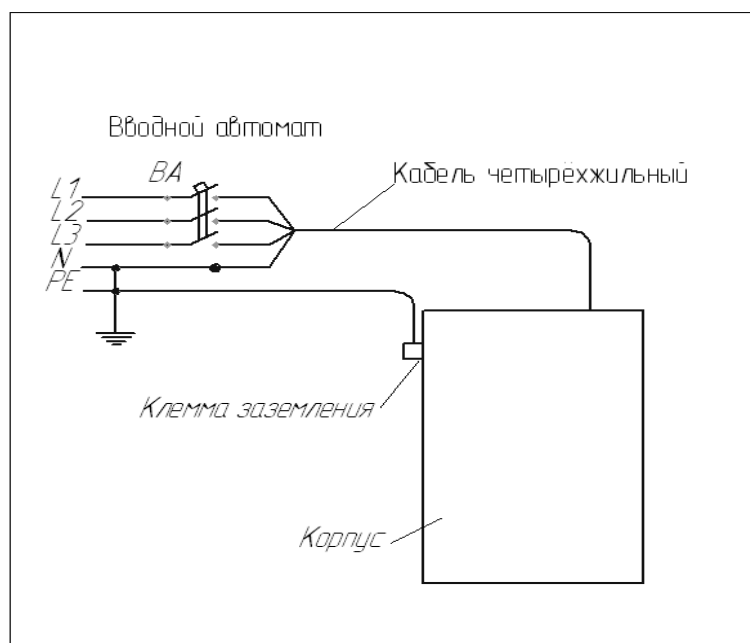 Вводной автомат
ВА
Кабель четырёхжильный
L1
L2
L3
N
PE
Клемма заземления
Корпус